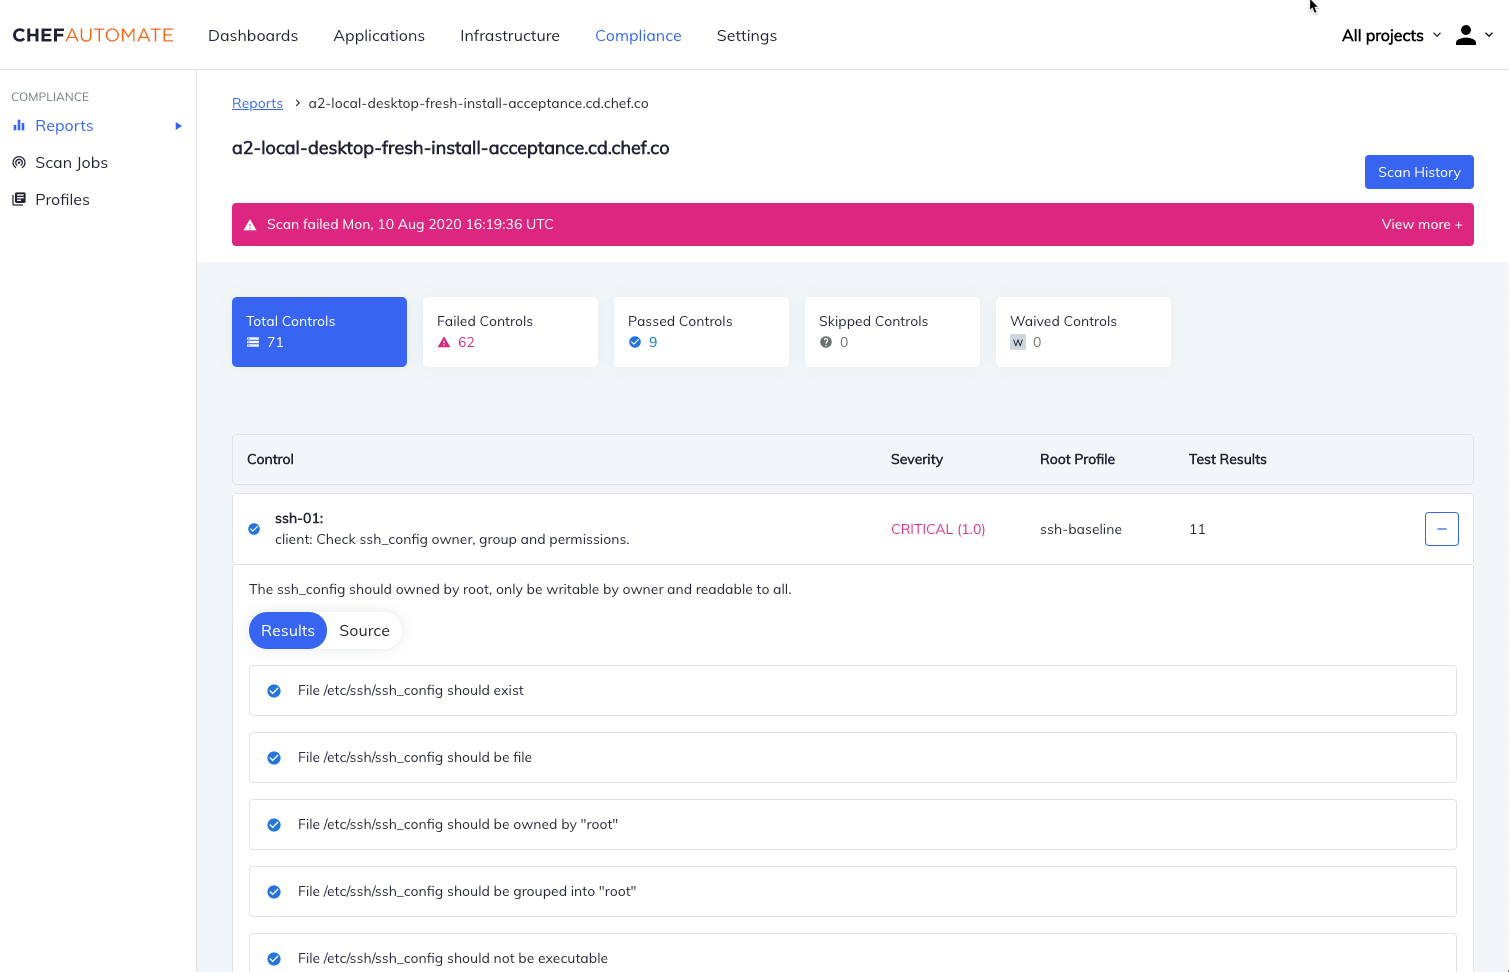 CHEFAUTOMATE Dashboards Applications Infrastructure Compliance Settings All projects
COMPLIANCE
Reports
Scan Jobs
Profiles
Reports › a2-local-desktop-fresh-install-acceptance.cd.chef.co
a2-local-desktop-fresh-install-acceptance.cd.chef.co
Scan History
Scan failed Mon, 10 Aug 2020 16:19:36 UTC View more +
Total Controls
71
Failed Controls
62
Passed Controls
9
Skipped Controls
? 0
Waived Controls
W 0
Control Severity Root Profile Test Results
ssh-01:
client: Check ssh_config owner, group and permissions.
CRITICAL (1.0) ssh-baseline 11
The ssh_config should owned by root, only be writable by owner and readable to all.
Results Source
File /etc/ssh/ssh_config should exist
File /etc/ssh/ssh_config should be file
File /etc/ssh/ssh_config should be owned by "root"
File /etc/ssh/ssh_config should be grouped into "root"
File /etc/ssh/ssh_config should not be executable